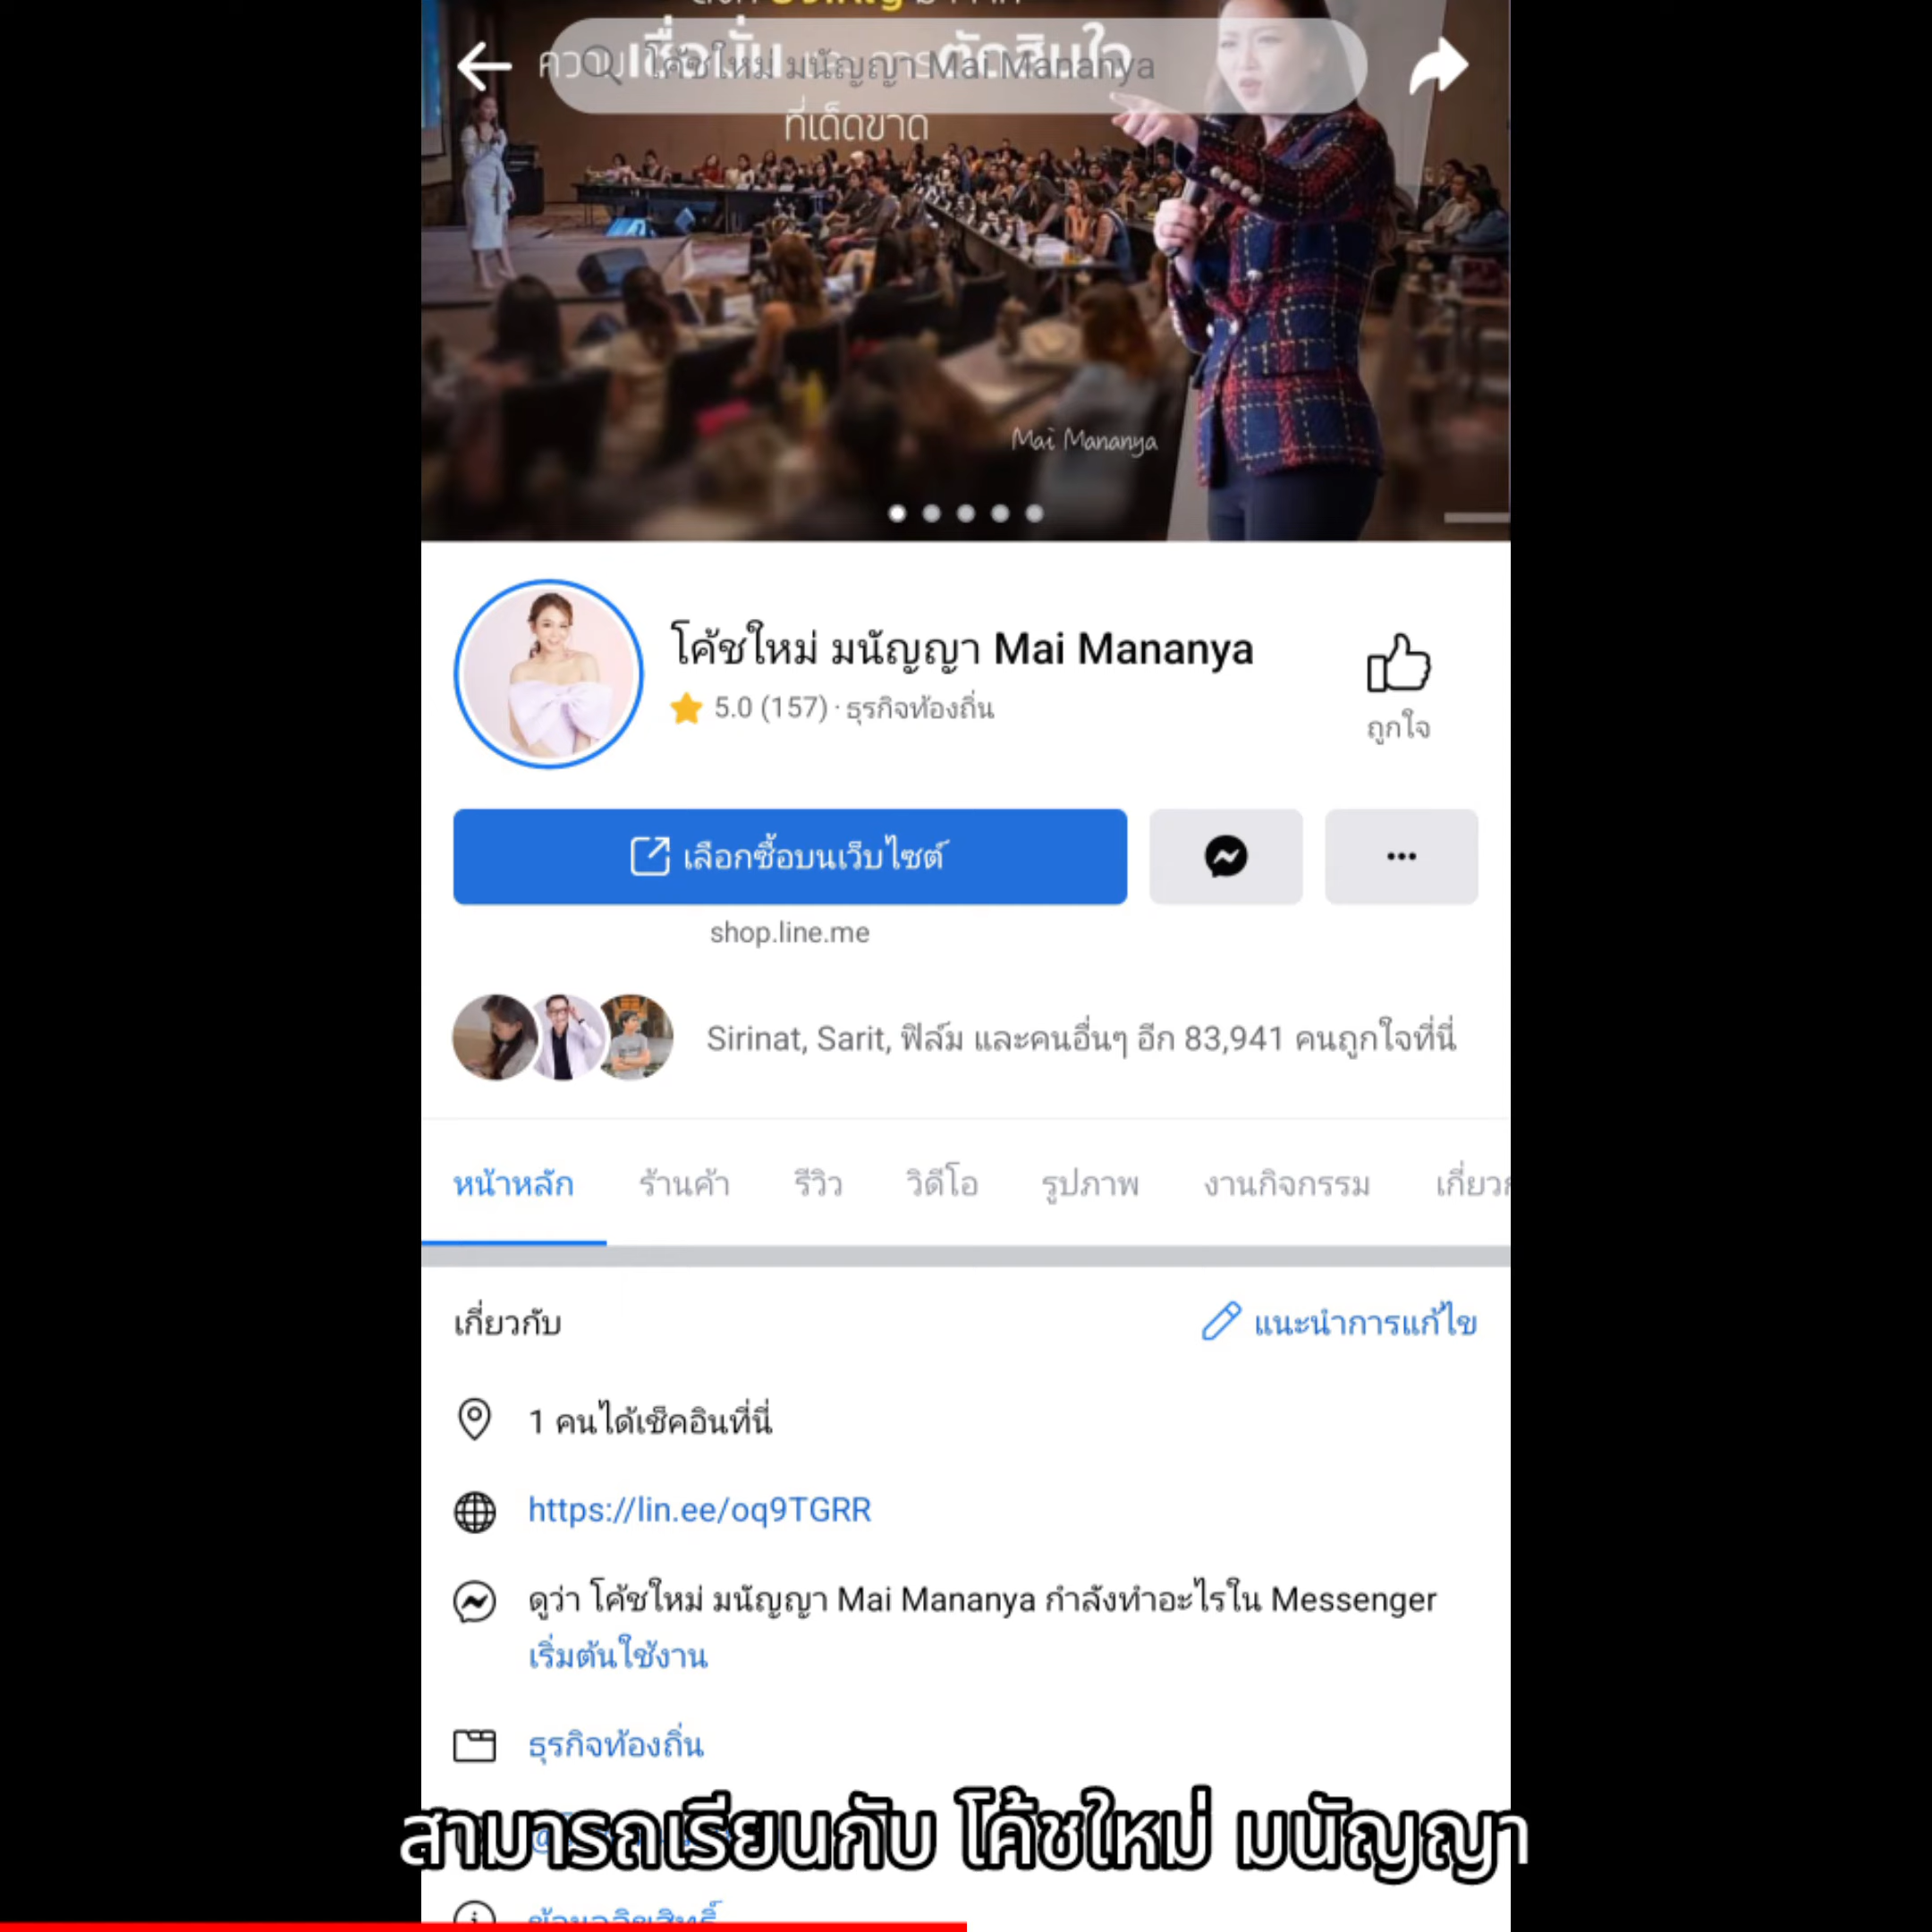 โค้ชใหม่ มนัญญา Mai Mananya
ที่เด็ดขาด
Mai Mananya
โค้ชใหม่ มนัญญา Mai Mananya
5.0 (157) · ธุรกิจท้องถิ่น
ถูกใจ
เลือกซื้อบนเว็บไซต์
shop.line.me
Sirinat, Sarit, ฟิล์ม และคนอื่นๆ อีก 83,941 คนถูกใจที่นี่
หน้าหลัก ร้านค้า รีวิว วิดีโอ รูปภาพ งานกิจกรรม
เกี่ยวกับ
แนะนำการแก้ไข
1 คนได้เช็คอินที่นี่
https://lin.ee/oq9TGRR
ดูว่า โค้ชใหม่ มนัญญา Mai Mananya กำลังทำอะไรใน Messenger
เริ่มต้นใช้งาน
ธุรกิจท้องถิ่น
สามารถเรียนกับ โค้ชใหม่ มนัญญา